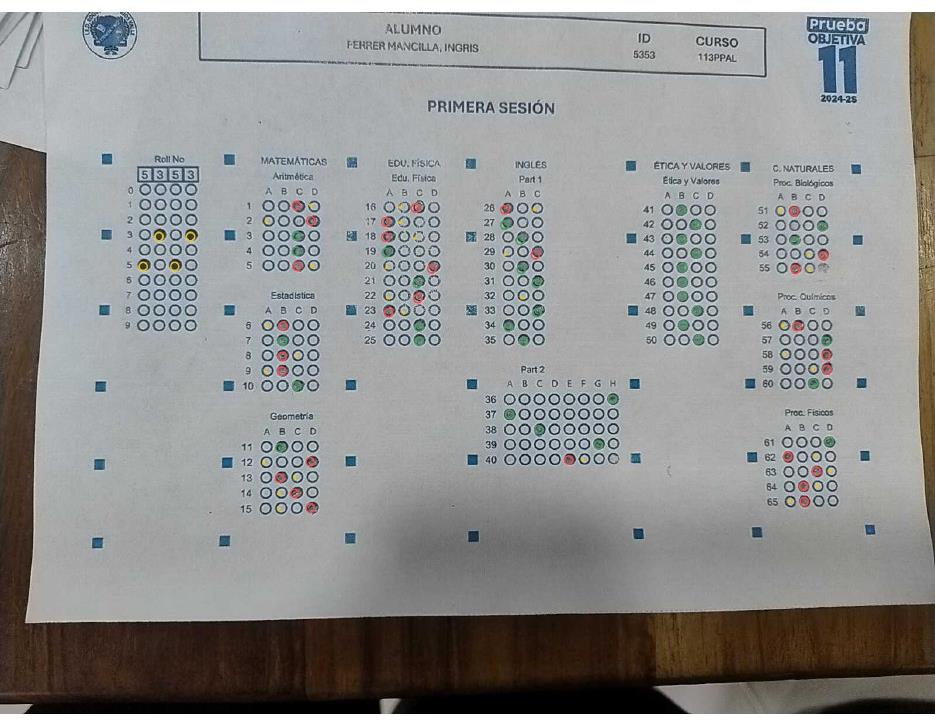 ALUMNO
FERRER MANCILLA, INGRIS
ID
5353
CURSO
113PPAL
Prueba
OBJETIVA
11
2024-25
PRIMERA SESIÓN
Roll No
5 3 5 3
0
1
2
3
4
5
6
7
8
9
MATEMÁTICAS
Aritmética
A B C D
1
2
3
4
5
Estadística
A B C D
6
7
8
9
10
Geometría
A B C D
11
12
13
14
15
EDU. FÍSICA
Edu. Física
A B C D
16
17
18
19
20
21
22
23
24
25
INGLÉS
Part 1
A B C
26
27
28
29
30
31
32
33
34
35
Part 2
A B C D E F G H
36
37
38
39
40
ÉTICA Y VALORES
Ética y Valores
A B C D
41
42
43
44
45
46
47
48
49
50
C. NATURALES
Proc. Biológicos
A B C D
51
52
53
54
55
Proc. Químicos
A B C D
56
57
58
59
60
Proc. Físicos
A B C D
61
62
63
64
65